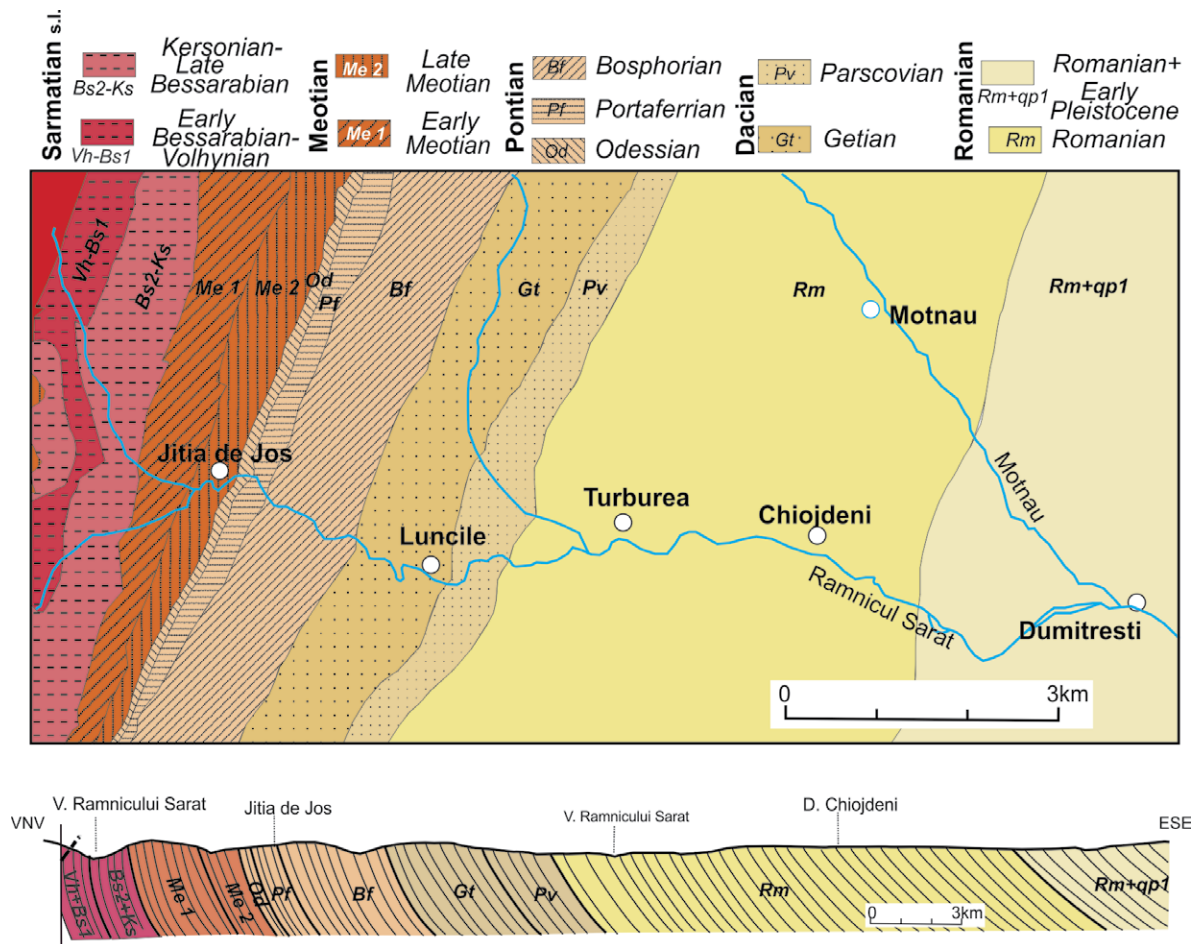 Sarmatian s.l.
Bs2-Ks
Kersonian-
Late
Bessarabian
Vh-Bs1
Early
Bessarabian-
Volhynian
Meotian
Me 2
Late
Meotian
Me 1
Early
Meotian
Pontian
Bf
Bosphorian
Pf
Portaferrian
Od
Odessian
Dacian
Pv
Parscovian
Gt
Getian
Romanian
Rm+qp1
Romanian+
Early
Pleistocene
Rm
Romanian
Vh-Bs1
Bs2-Ks
Me 1
Me 2
Od
Pf
Bf
Gt
Pv
Rm
Rm+qp1
Motnau
Jitia de Jos
Motnau
Turburea
Chiojdeni
Luncile
Ramnicul Sarat
Dumitresti
0
3km
V. Ramnicului Sarat
Jitia de Jos
V. Ramnicului Sarat
D. Chiojdeni
VNV
ESE
Vh+Bs1
Bs2+Ks
Me 1
Me 2
Od
Pf
Bf
Gt
Pv
Rm
Rm+qp1
0
3km